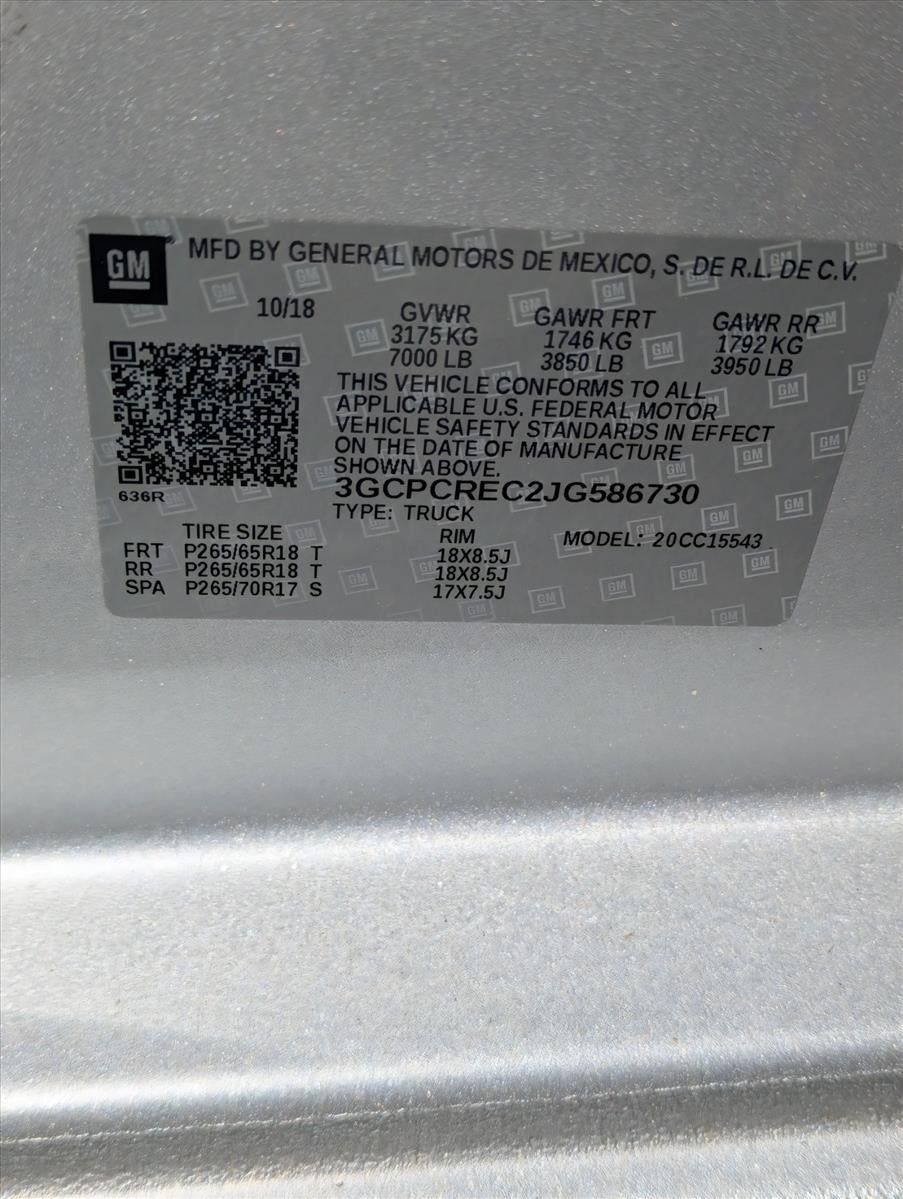 GM
MFD BY GENERAL MOTORS DE MEXICO, S. DE R.L. DE C.V.
10/18
GVWR GAWR FRT GAWR RR
3175 KG 1746 KG 1792 KG
7000 LB 3850 LB 3950 LB
THIS VEHICLE CONFORMS TO ALL
APPLICABLE U.S. FEDERAL MOTOR
VEHICLE SAFETY STANDARDS IN EFFECT
ON THE DATE OF MANUFACTURE
SHOWN ABOVE.
636R
3GCPCREC2JG586730
TYPE: TRUCK
TIRE SIZE RIM MODEL: 20CC15543
FRT P265/65R18 T 18X8.5J
RR P265/65R18 T 18X8.5J
SPA P265/70R17 S 17X7.5J